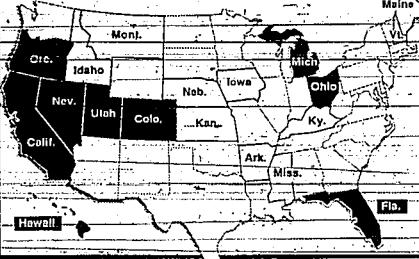 Maine
Mont.
Vt.
Ore.
Idaho
Mich.
Iowa
Ohio
Nev.
Utah
Colo.
Neb.
Kan.
Ky.
Calif.
Ark.
Miss.
Hawaii
Fla.